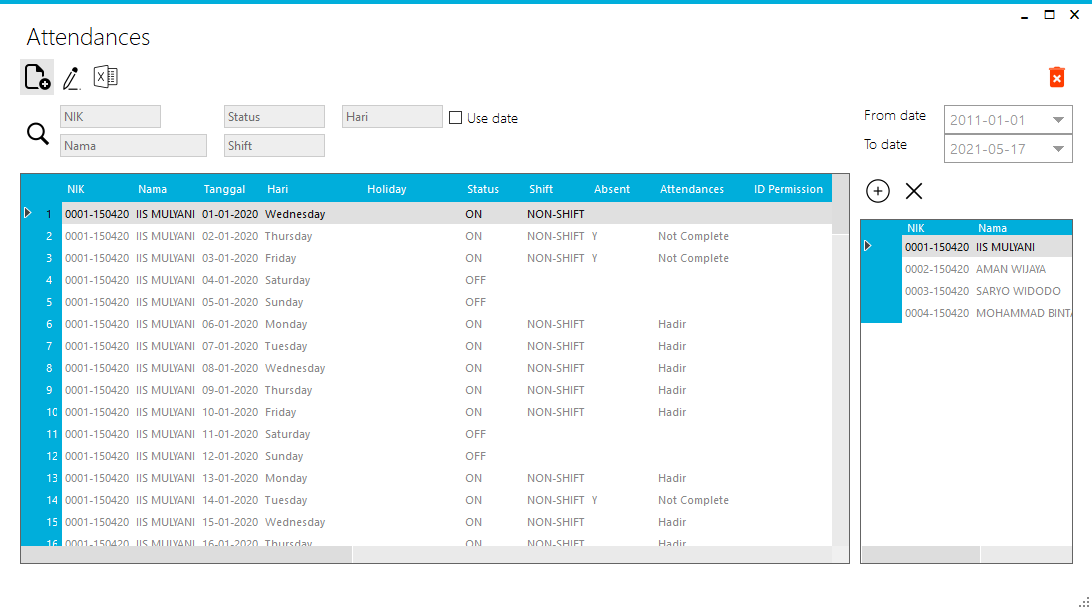 Attendances
NIK Status Hari Use date
Nama Shift
From date 2011-01-01
To date 2021-05-17
NIK Nama Tanggal Hari Holiday Status Shift Absent Attendances ID Permission
1 0001-150420 IIS MULYANI 01-01-2020 Wednesday ON NON-SHIFT
2 0001-150420 IIS MULYANI 02-01-2020 Thursday ON NON-SHIFT Y Not Complete
3 0001-150420 IIS MULYANI 03-01-2020 Friday ON NON-SHIFT Y Not Complete
4 0001-150420 IIS MULYANI 04-01-2020 Saturday OFF
5 0001-150420 IIS MULYANI 05-01-2020 Sunday OFF
6 0001-150420 IIS MULYANI 06-01-2020 Monday ON NON-SHIFT Hadir
7 0001-150420 IIS MULYANI 07-01-2020 Tuesday ON NON-SHIFT Hadir
8 0001-150420 IIS MULYANI 08-01-2020 Wednesday ON NON-SHIFT Hadir
9 0001-150420 IIS MULYANI 09-01-2020 Thursday ON NON-SHIFT Hadir
10 0001-150420 IIS MULYANI 10-01-2020 Friday ON NON-SHIFT Hadir
11 0001-150420 IIS MULYANI 11-01-2020 Saturday OFF
12 0001-150420 IIS MULYANI 12-01-2020 Sunday OFF
13 0001-150420 IIS MULYANI 13-01-2020 Monday ON NON-SHIFT Hadir
14 0001-150420 IIS MULYANI 14-01-2020 Tuesday ON NON-SHIFT Y Not Complete
15 0001-150420 IIS MULYANI 15-01-2020 Wednesday ON NON-SHIFT Hadir
16 0001-150420 IIS MULYANI 16-01-2020 Thursday ON NON-SHIFT Hadir
NIK Nama
0001-150420 IIS MULYANI
0002-150420 AMAN WIJAYA
0003-150420 SARYO WIDODO
0004-150420 MOHAMMAD BINTA